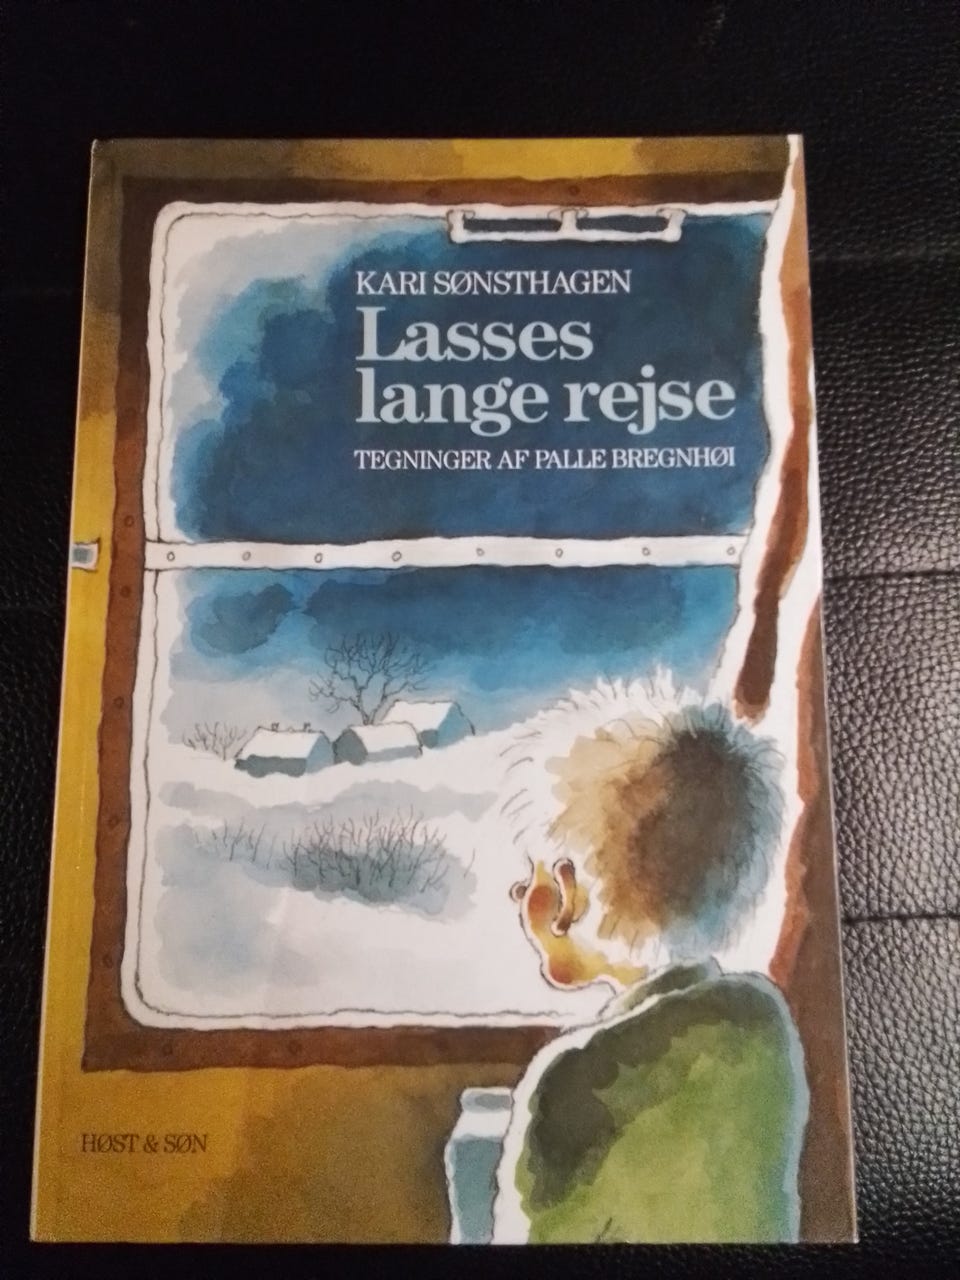 KARI SØNSTHAGEN
Lasses
lange rejse
TEGNINGER AF PALLE BREGNHØI
HØST & SØN